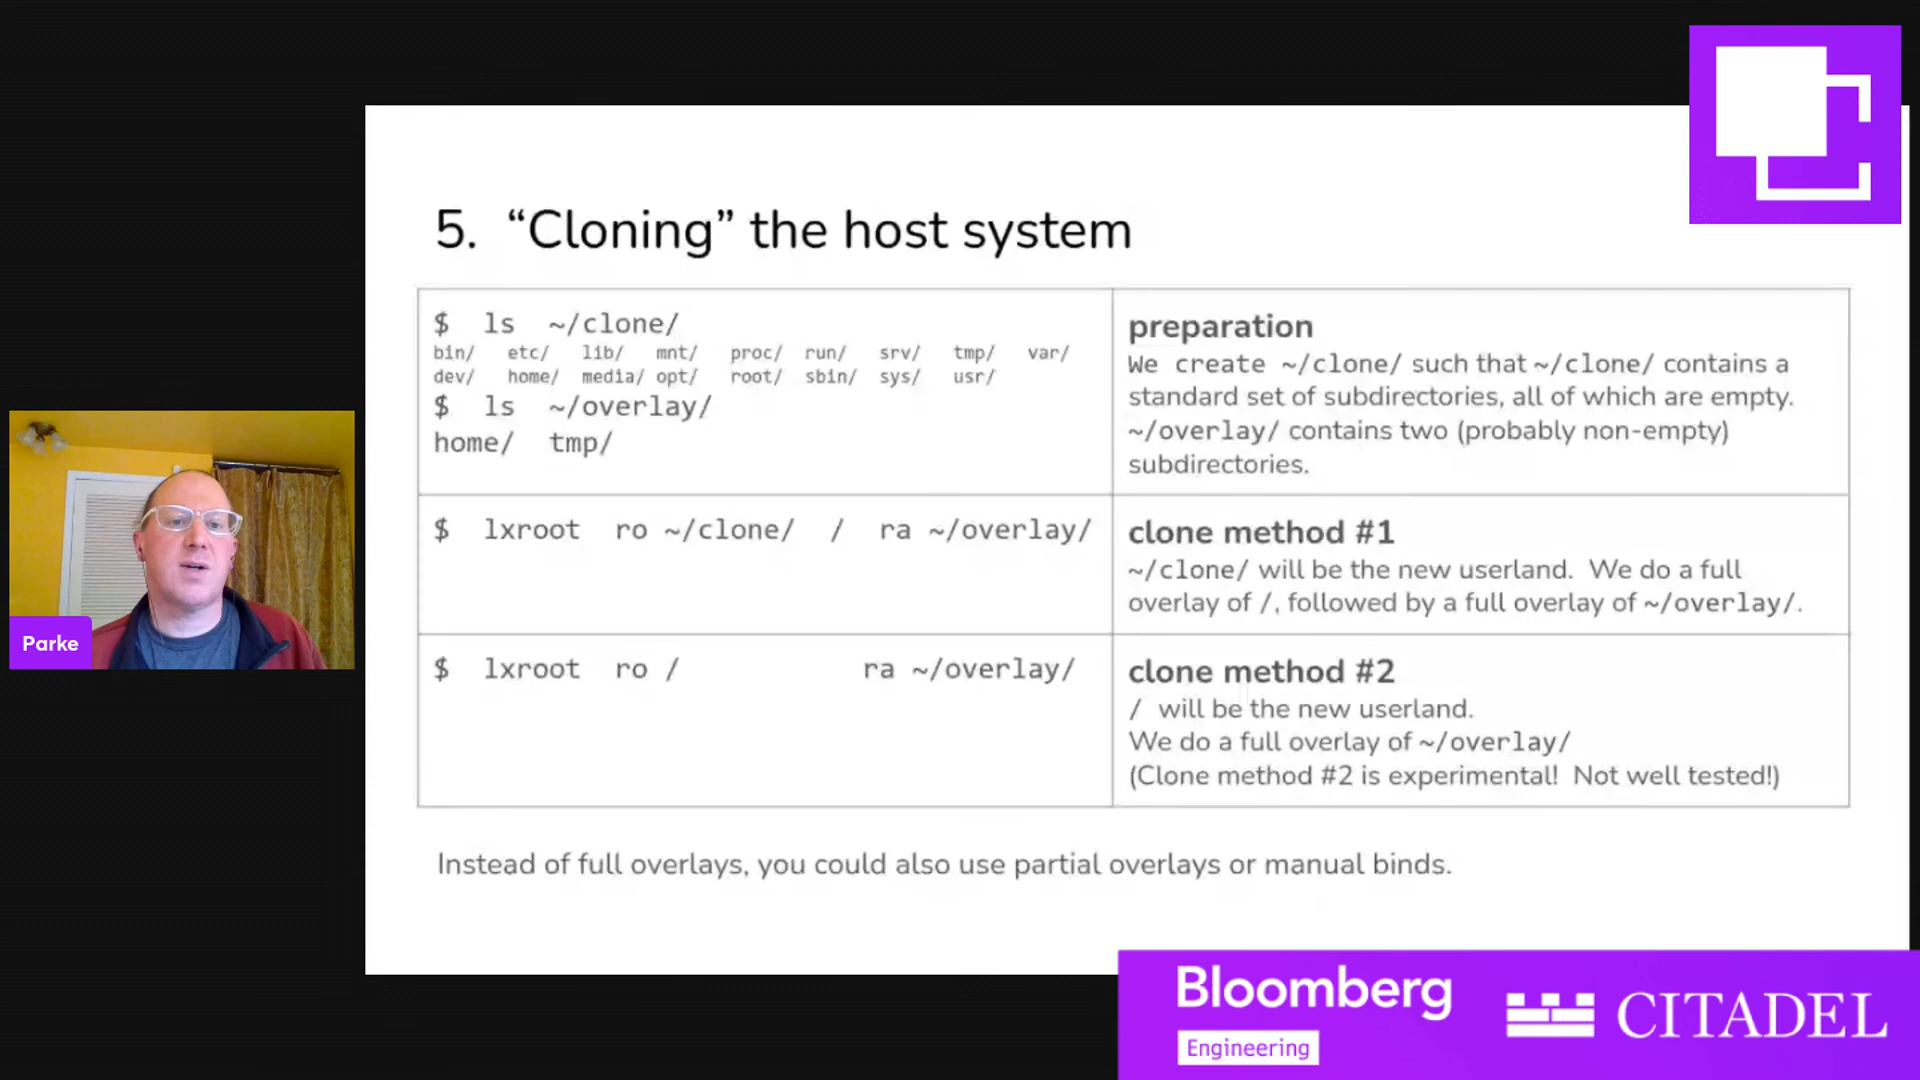 5. “Cloning” the host system
$ ls ~/clone/
bin/ etc/ lib/ mnt/ proc/ run/ srv/ tmp/ var/
dev/ home/ media/ opt/ root/ sbin/ sys/ usr/
$ ls ~/overlay/
home/ tmp/
preparation
We create ~/clone/ such that ~/clone/ contains a
standard set of subdirectories, all of which are empty.
~/overlay/ contains two (probably non-empty)
subdirectories.
$ lxroot ro ~/clone/ / ra ~/overlay/
clone method #1
~/clone/ will be the new userland. We do a full
overlay of /, followed by a full overlay of ~/overlay/.
$ lxroot ro / ra ~/overlay/
clone method #2
/ will be the new userland.
We do a full overlay of ~/overlay/
(Clone method #2 is experimental! Not well tested!)
Instead of full overlays, you could also use partial overlays or manual binds.
Parke
Bloomberg
Engineering
CITADEL